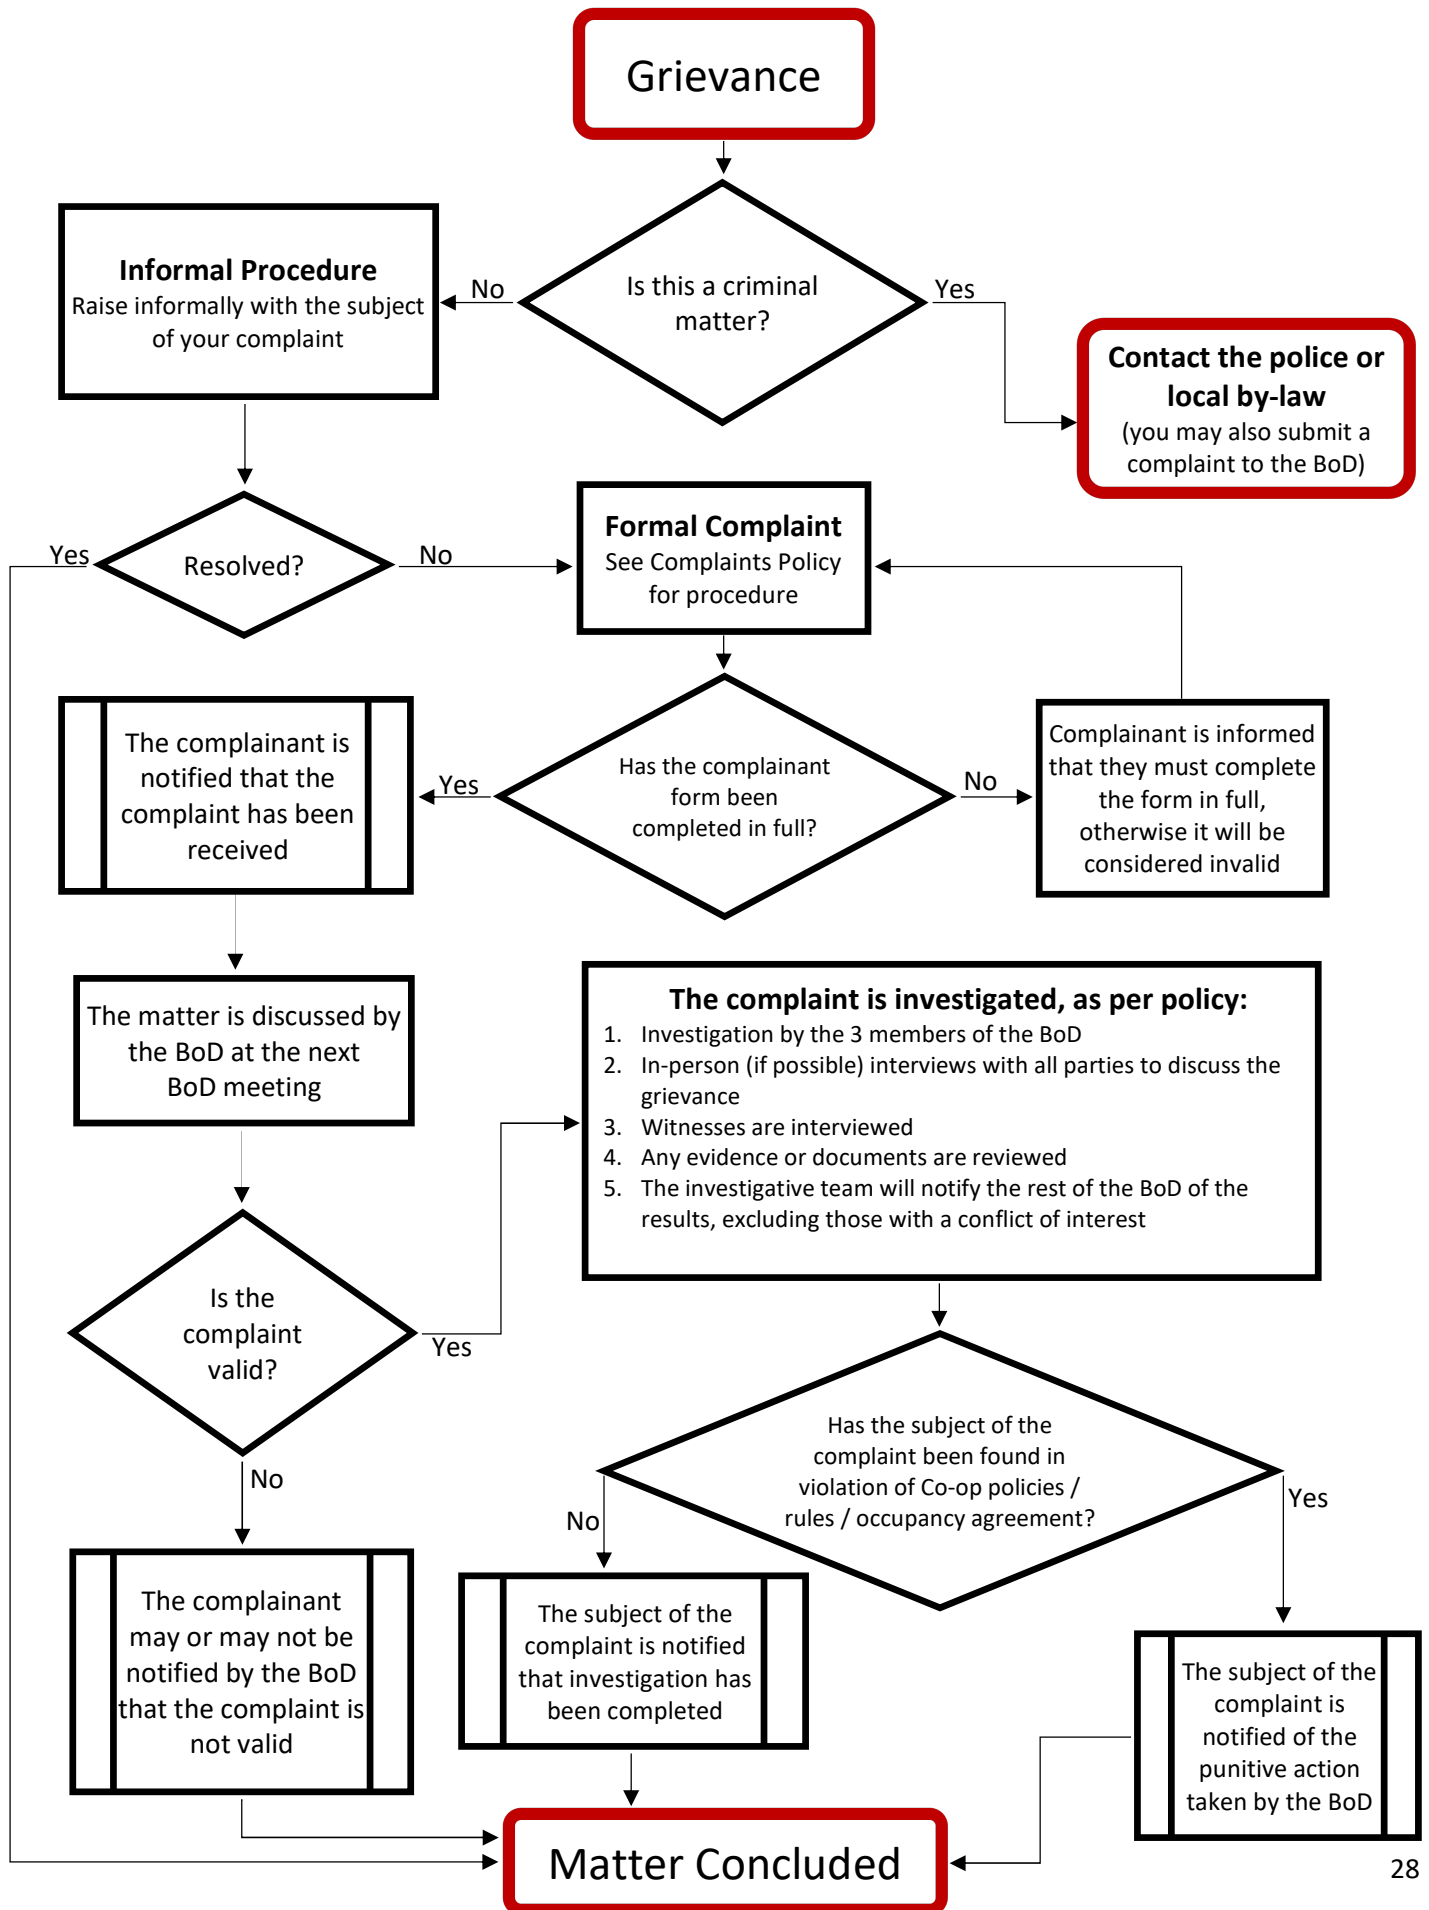 Grievance
Is this a criminal
matter?
No
Yes
Informal Procedure
Raise informally with the subject
of your complaint
Contact the police or
local by-law
(you may also submit a
complaint to the BoD)
Resolved?
Yes
No
Formal Complaint
See Complaints Policy
for procedure
Has the complainant
form been
completed in full?
Yes
No
Complainant is informed
that they must complete
the form in full,
otherwise it will be
considered invalid
The complainant is
notified that the
complaint has been
received
The matter is discussed by
the BoD at the next
BoD meeting
Is the
complaint
valid?
Yes
No
The complaint is investigated, as per policy:
1. Investigation by the 3 members of the BoD
2. In-person (if possible) interviews with all parties to discuss the
grievance
3. Witnesses are interviewed
4. Any evidence or documents are reviewed
5. The investigative team will notify the rest of the BoD of the
results, excluding those with a conflict of interest
Has the subject of the
complaint been found in
violation of Co-op policies /
rules / occupancy agreement?
No
Yes
The complainant
may or may not be
notified by the BoD
that the complaint is
not valid
The subject of the
complaint is notified
that investigation has
been completed
The subject of the
complaint is
notified of the
punitive action
taken by the BoD
Matter Concluded
28